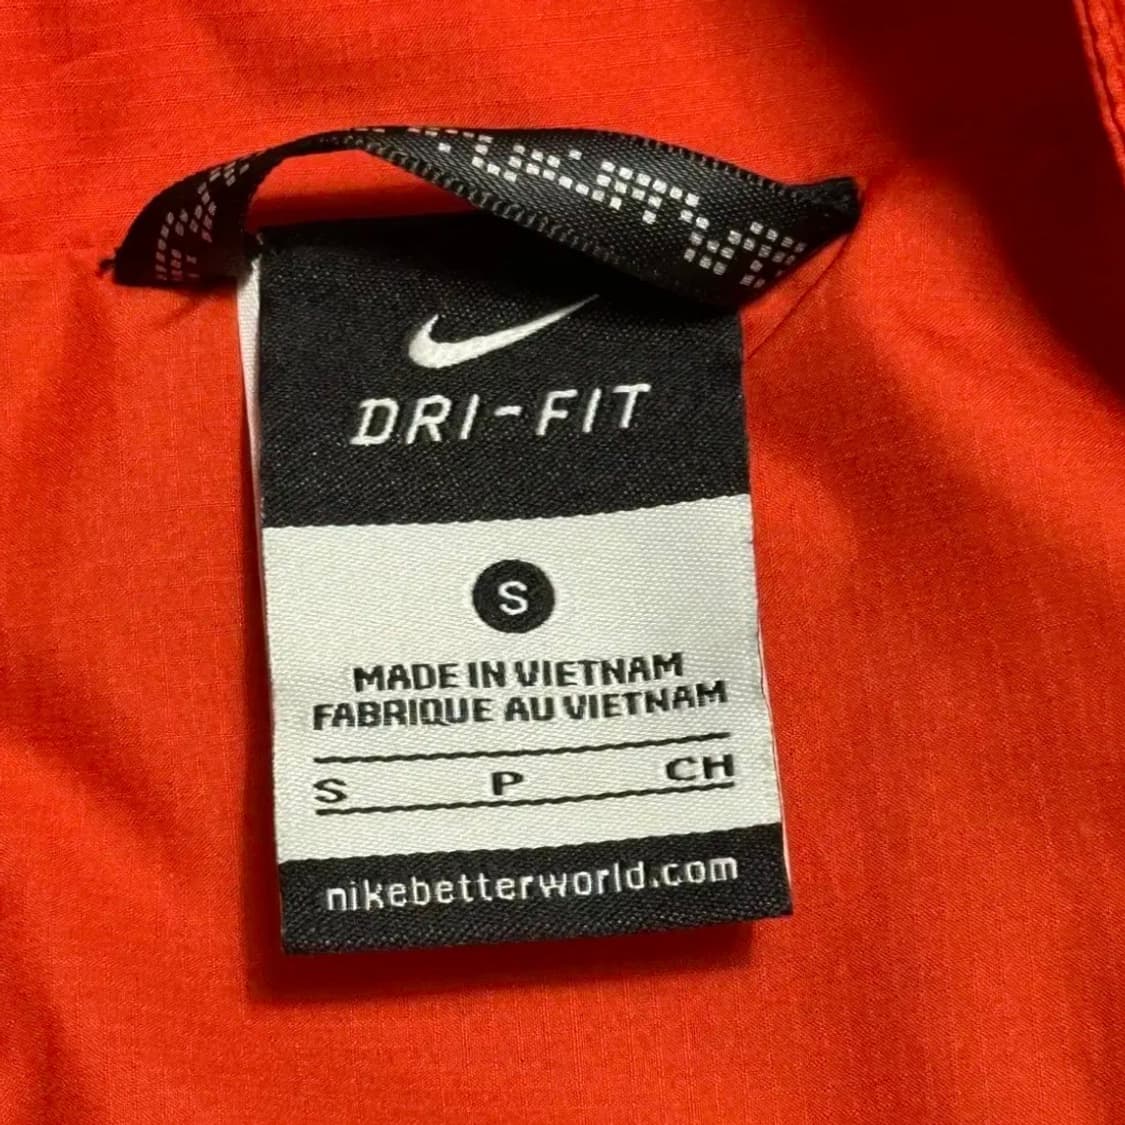 DRI-FIT
S
MADE IN VIETNAM
FABRIQUE AU VIETNAM
S P CH
nikebetterworld.com